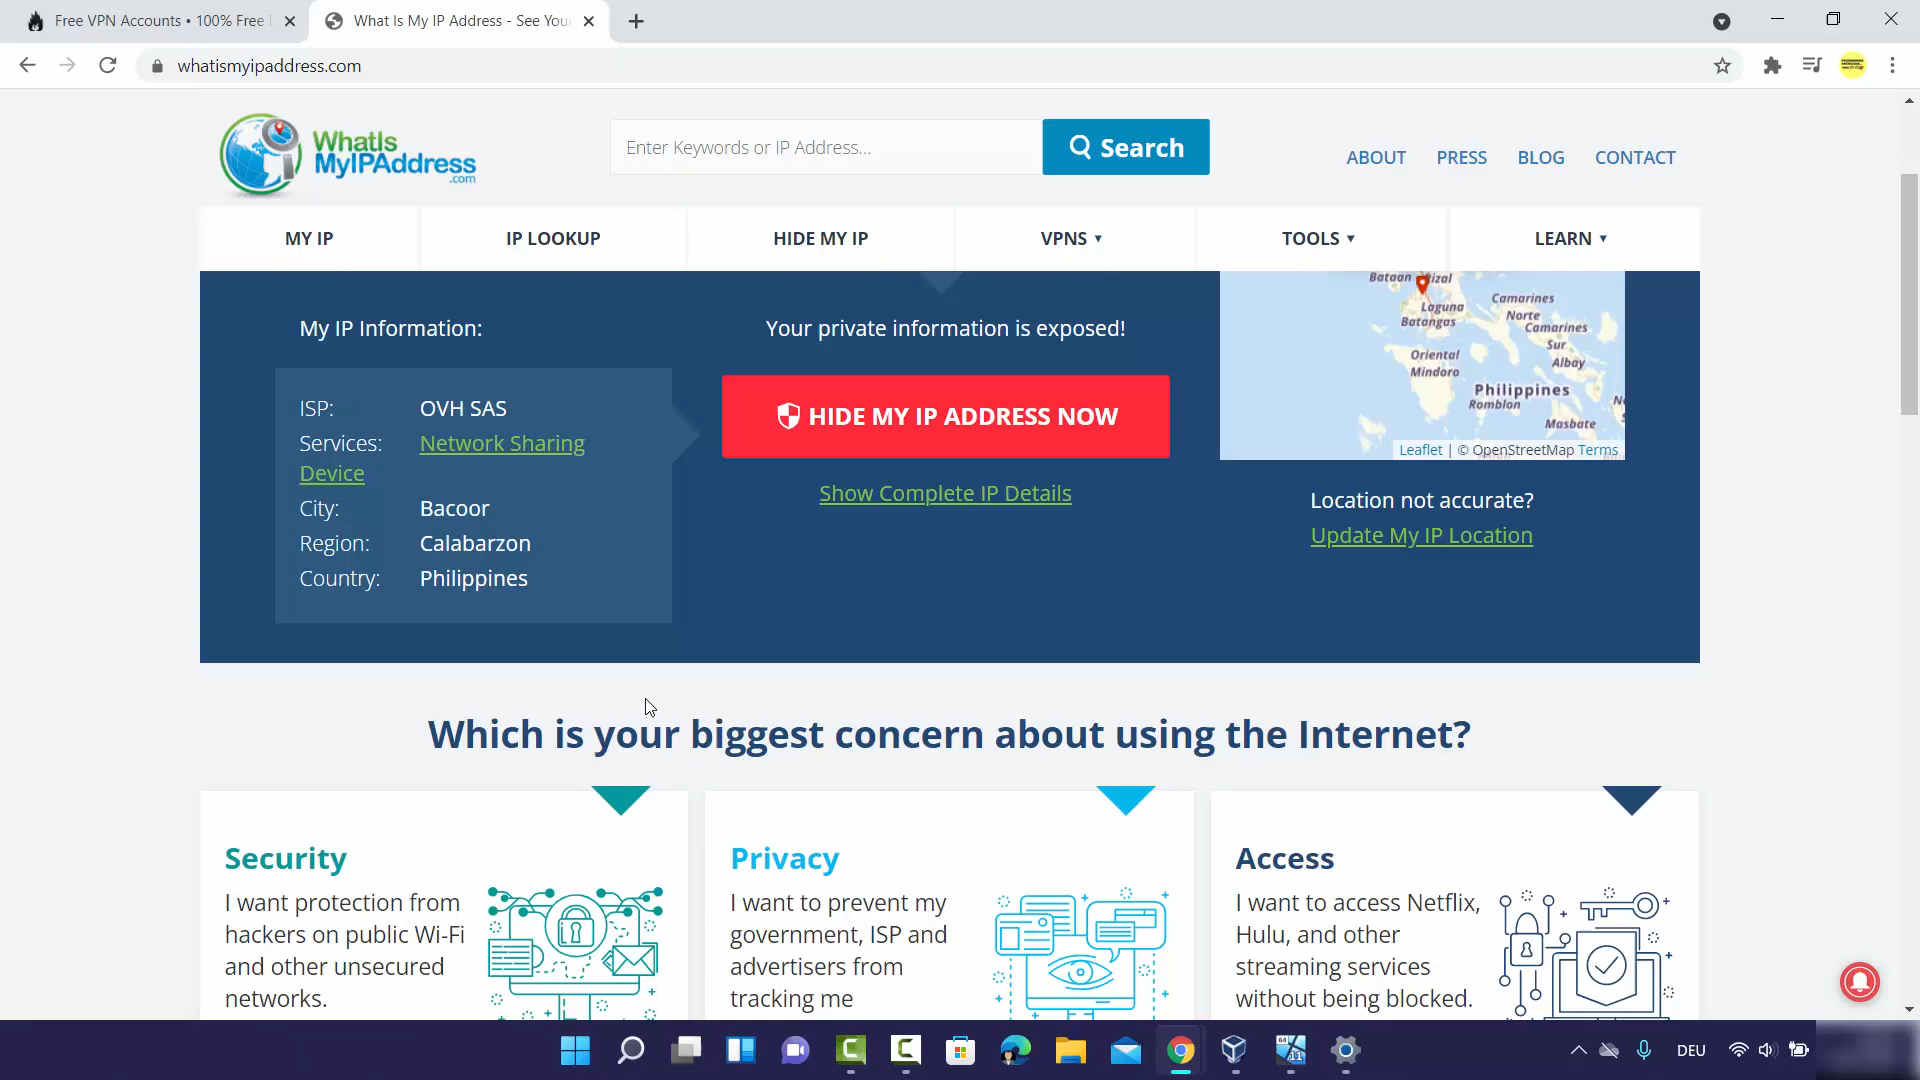 Free VPN Accounts • 100% Free
What Is My IP Address - See You
whatismyipaddress.com
WhatIs
MyIPAddress
.com
Enter Keywords or IP Address...
Search
ABOUT
PRESS
BLOG
CONTACT
MY IP
IP LOOKUP
HIDE MY IP
VPNS ▾
TOOLS ▾
LEARN ▾
My IP Information:
ISP: OVH SAS
Services: Network Sharing
Device
City: Bacoor
Region: Calabarzon
Country: Philippines
Your private information is exposed!
HIDE MY IP ADDRESS NOW
Show Complete IP Details
Bataan
Rizal
Laguna
Batangas
Camarines
Norte
Camarines
Sur
Albay
Oriental
Mindoro
Philippines
Romblon
Masbate
Leaflet | © OpenStreetMap Terms
Location not accurate?
Update My IP Location
Which is your biggest concern about using the Internet?
Security
I want protection from
hackers on public Wi-Fi
and other unsecured
networks.
Privacy
I want to prevent my
government, ISP and
advertisers from
tracking me
Access
I want to access Netflix,
Hulu, and other
streaming services
without being blocked.
64
11
DEU